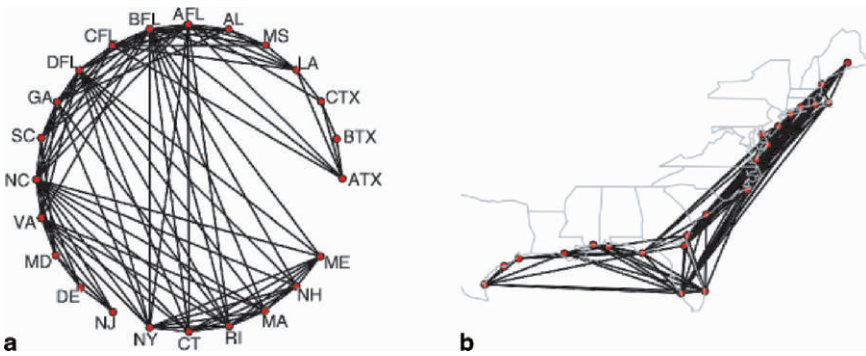 AFL
BFL
AL
CFL
MS
DFL
LA
GA
CTX
SC
BTX
NC
ATX
VA
MD
ME
DE
NH
NJ
MA
NY
CT
RI
a
b